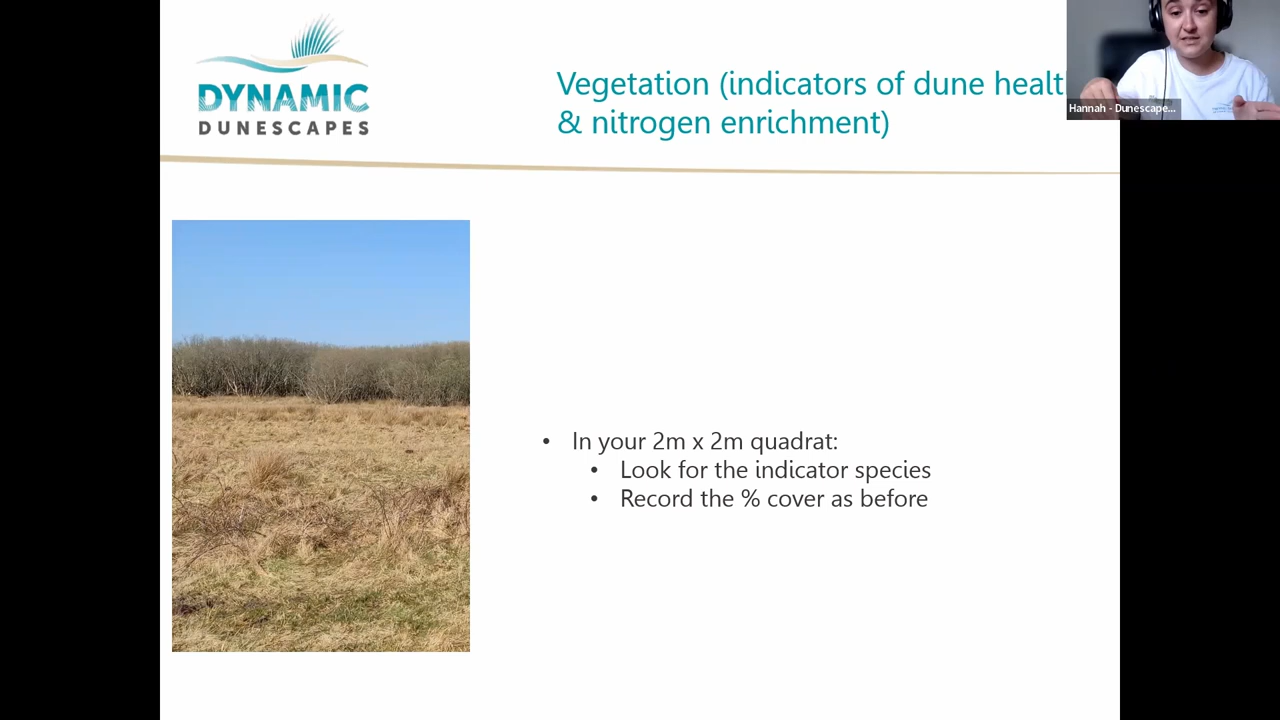 DYNAMIC
DUNESCAPES
Vegetation (indicators of dune healt
& nitrogen enrichment)
Hannah - Dunescape...
• In your 2m x 2m quadrat:
• Look for the indicator species
• Record the % cover as before